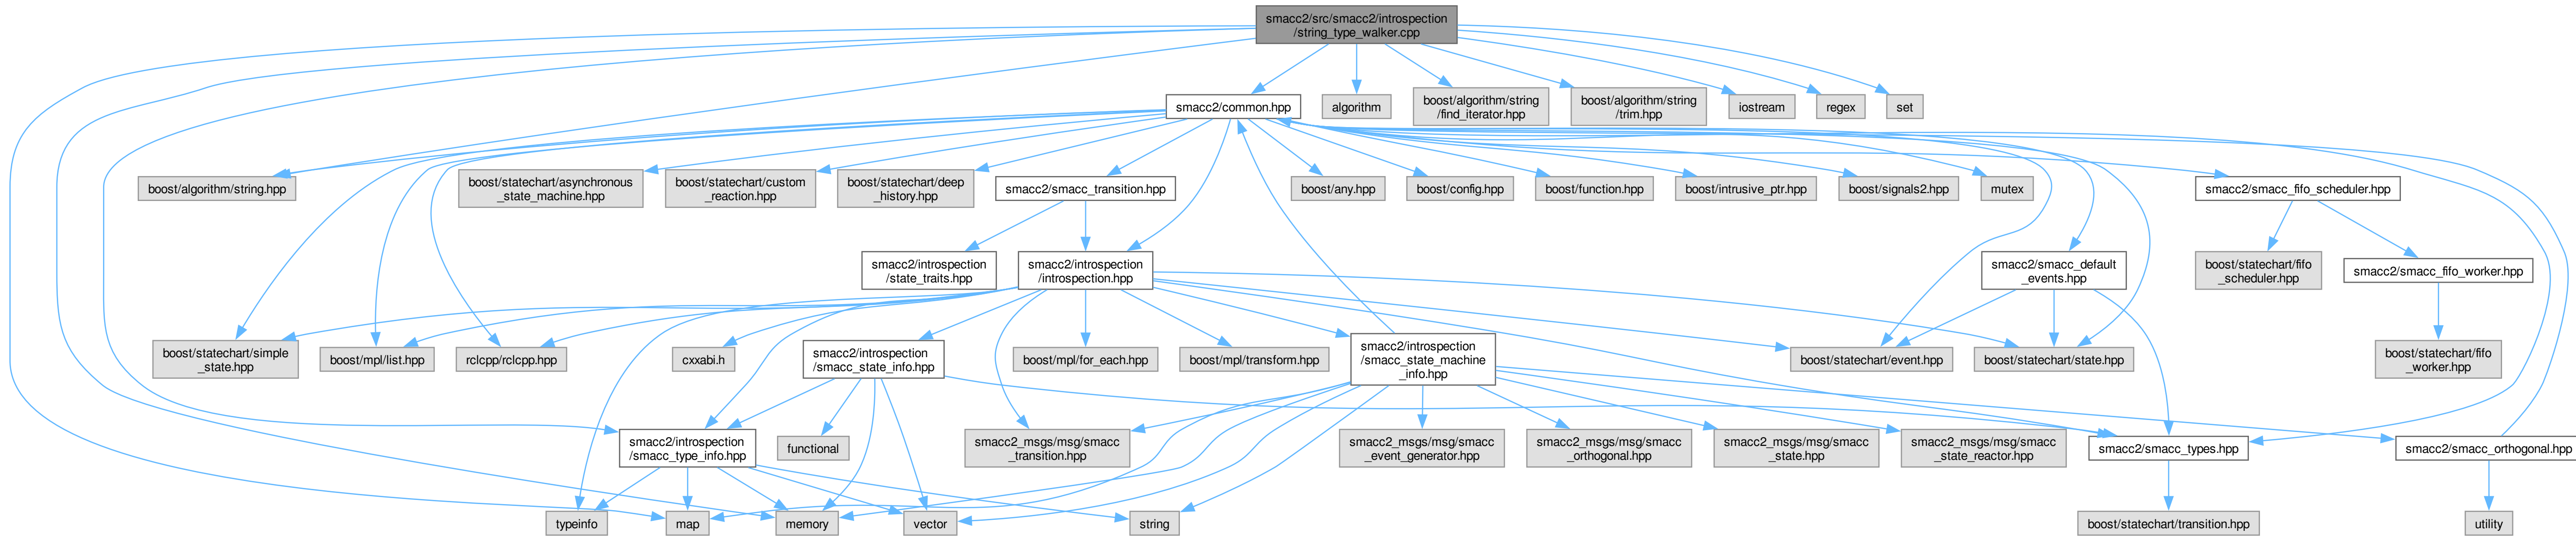 smacc2/src/smacc2/introspection
/string_type_walker.cpp
smacc2/common.hpp
algorithm
boost/algorithm/string
/find_iterator.hpp
boost/algorithm/string
/trim.hpp
iostream
regex
set
boost/algorithm/string.hpp
boost/statechart/asynchronous
_state_machine.hpp
boost/statechart/custom
_reaction.hpp
boost/statechart/deep
_history.hpp
smacc2/smacc_transition.hpp
boost/any.hpp
boost/config.hpp
boost/function.hpp
boost/intrusive_ptr.hpp
boost/signals2.hpp
mutex
smacc2/smacc_fifo_scheduler.hpp
smacc2/introspection
/state_traits.hpp
smacc2/introspection
/introspection.hpp
smacc2/smacc_default
_events.hpp
boost/statechart/fifo
_scheduler.hpp
smacc2/smacc_fifo_worker.hpp
boost/statechart/simple
_state.hpp
boost/mpl/list.hpp
rclcpp/rclcpp.hpp
cxxabi.h
smacc2/introspection
/smacc_state_info.hpp
boost/mpl/for_each.hpp
boost/mpl/transform.hpp
smacc2/introspection
/smacc_state_machine
_info.hpp
boost/statechart/event.hpp
boost/statechart/state.hpp
boost/statechart/fifo
_worker.hpp
smacc2/introspection
/smacc_type_info.hpp
functional
smacc2_msgs/msg/smacc
_transition.hpp
smacc2_msgs/msg/smacc
_event_generator.hpp
smacc2_msgs/msg/smacc
_orthogonal.hpp
smacc2_msgs/msg/smacc
_state.hpp
smacc2_msgs/msg/smacc
_state_reactor.hpp
smacc2/smacc_types.hpp
smacc2/smacc_orthogonal.hpp
typeinfo
map
memory
vector
string
boost/statechart/transition.hpp
utility